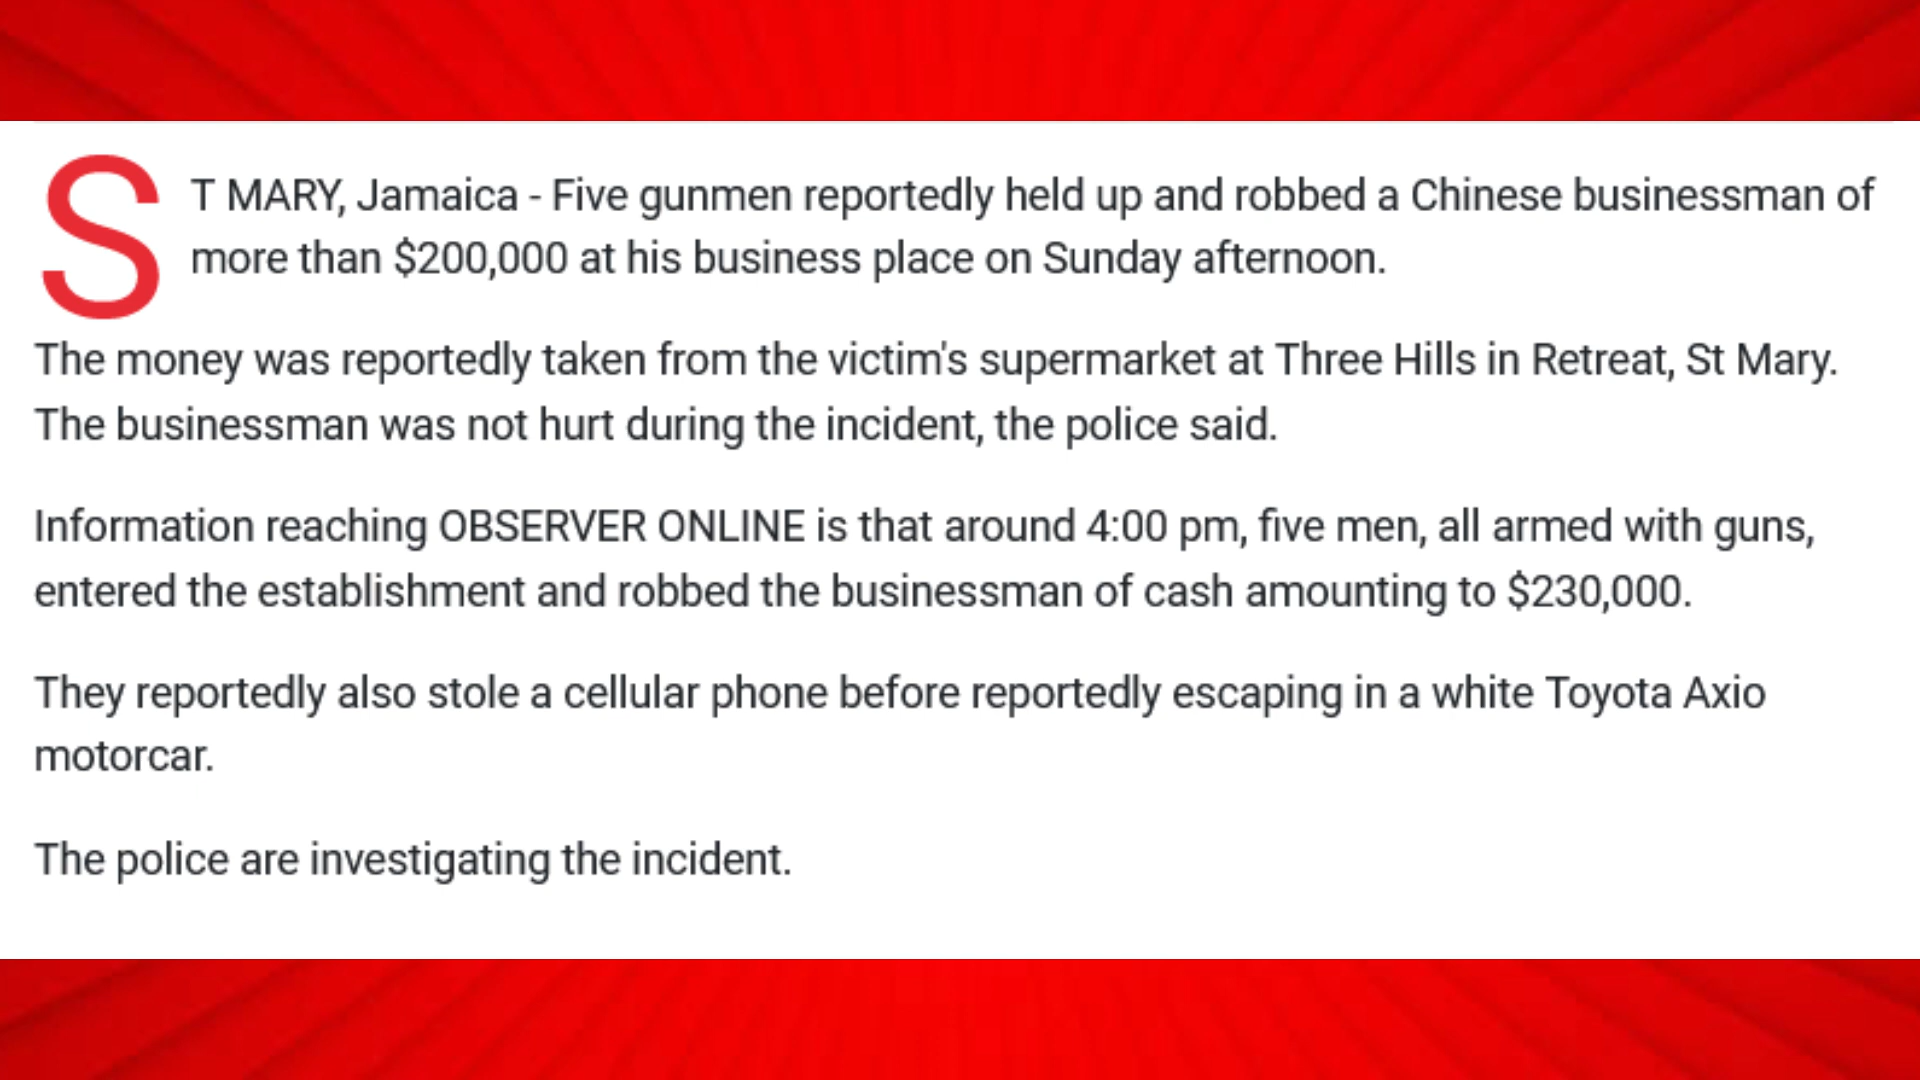 ST MARY, Jamaica - Five gunmen reportedly held up and robbed a Chinese businessman of
more than $200,000 at his business place on Sunday afternoon.
The money was reportedly taken from the victim's supermarket at Three Hills in Retreat, St Mary.
The businessman was not hurt during the incident, the police said.
Information reaching OBSERVER ONLINE is that around 4:00 pm, five men, all armed with guns,
entered the establishment and robbed the businessman of cash amounting to $230,000.
They reportedly also stole a cellular phone before reportedly escaping in a white Toyota Axio
motorcar.
The police are investigating the incident.